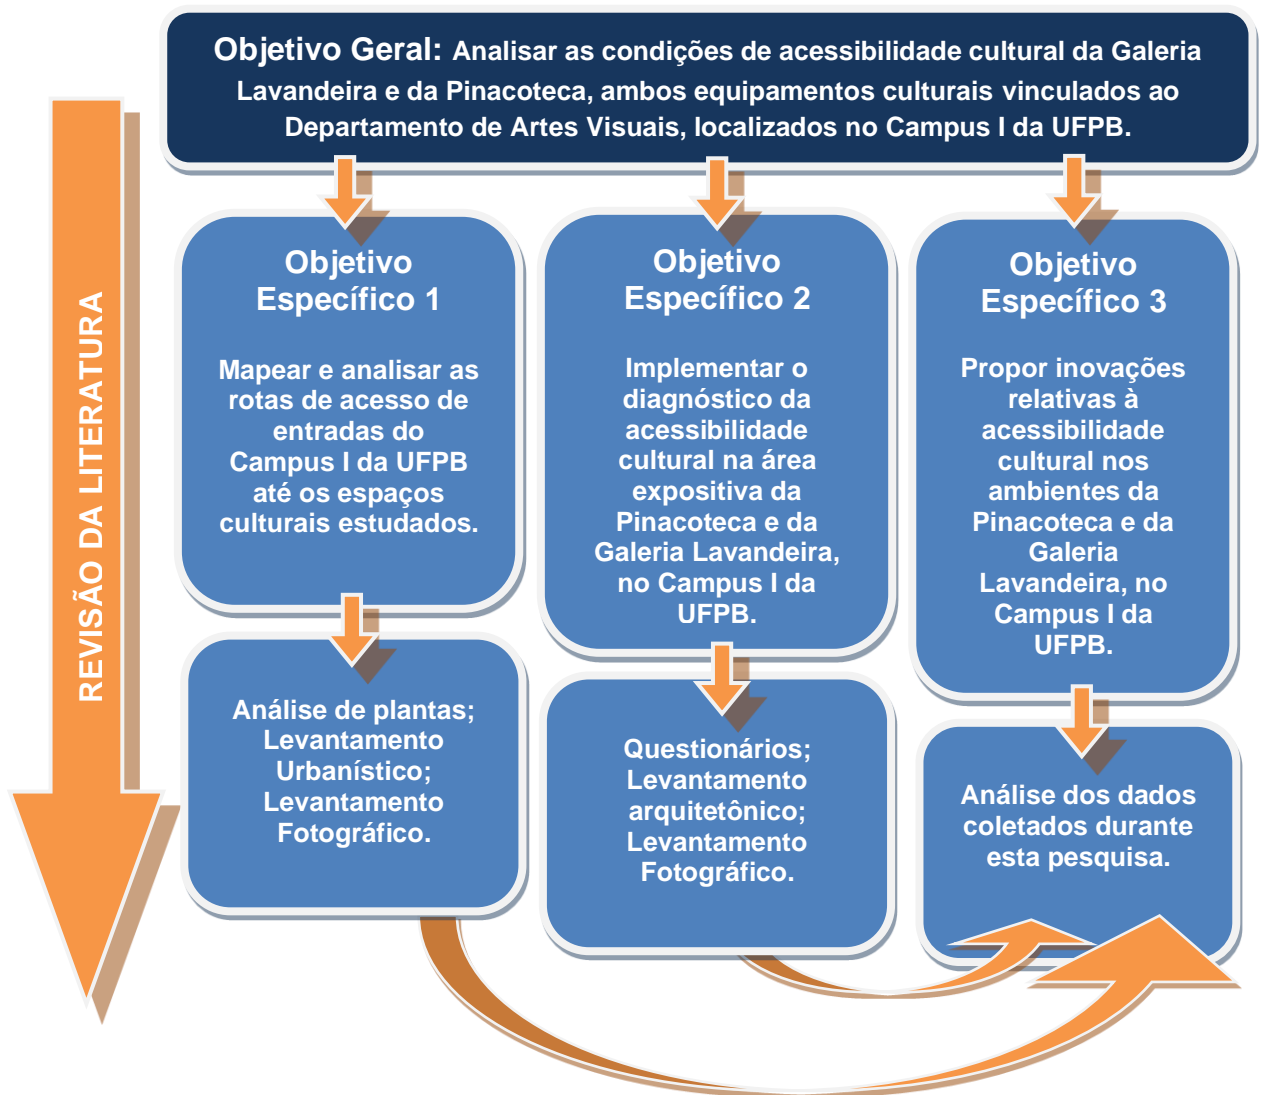 Objetivo Geral: Analisar as condições de acessibilidade cultural da Galeria
Lavandeira e da Pinacoteca, ambos equipamentos culturais vinculados ao
Departamento de Artes Visuais, localizados no Campus I da UFPB.
REVISÃO DA LITERATURA
Objetivo
Específico 1
Mapear e analisar as
rotas de acesso de
entradas do
Campus I da UFPB
até os espaços
culturais estudados.
Análise de plantas;
Levantamento
Urbanístico;
Levantamento
Fotográfico.
Objetivo
Específico 2
Implementar o
diagnóstico da
acessibilidade
cultural na área
expositiva da
Pinacoteca e da
Galeria Lavandeira,
no Campus I da
UFPB.
Questionários;
Levantamento
arquitetônico;
Levantamento
Fotográfico.
Objetivo
Específico 3
Propor inovações
relativas à
acessibilidade
cultural nos
ambientes da
Pinacoteca e da
Galeria
Lavandeira, no
Campus I da
UFPB.
Análise dos dados
coletados durante
esta pesquisa.